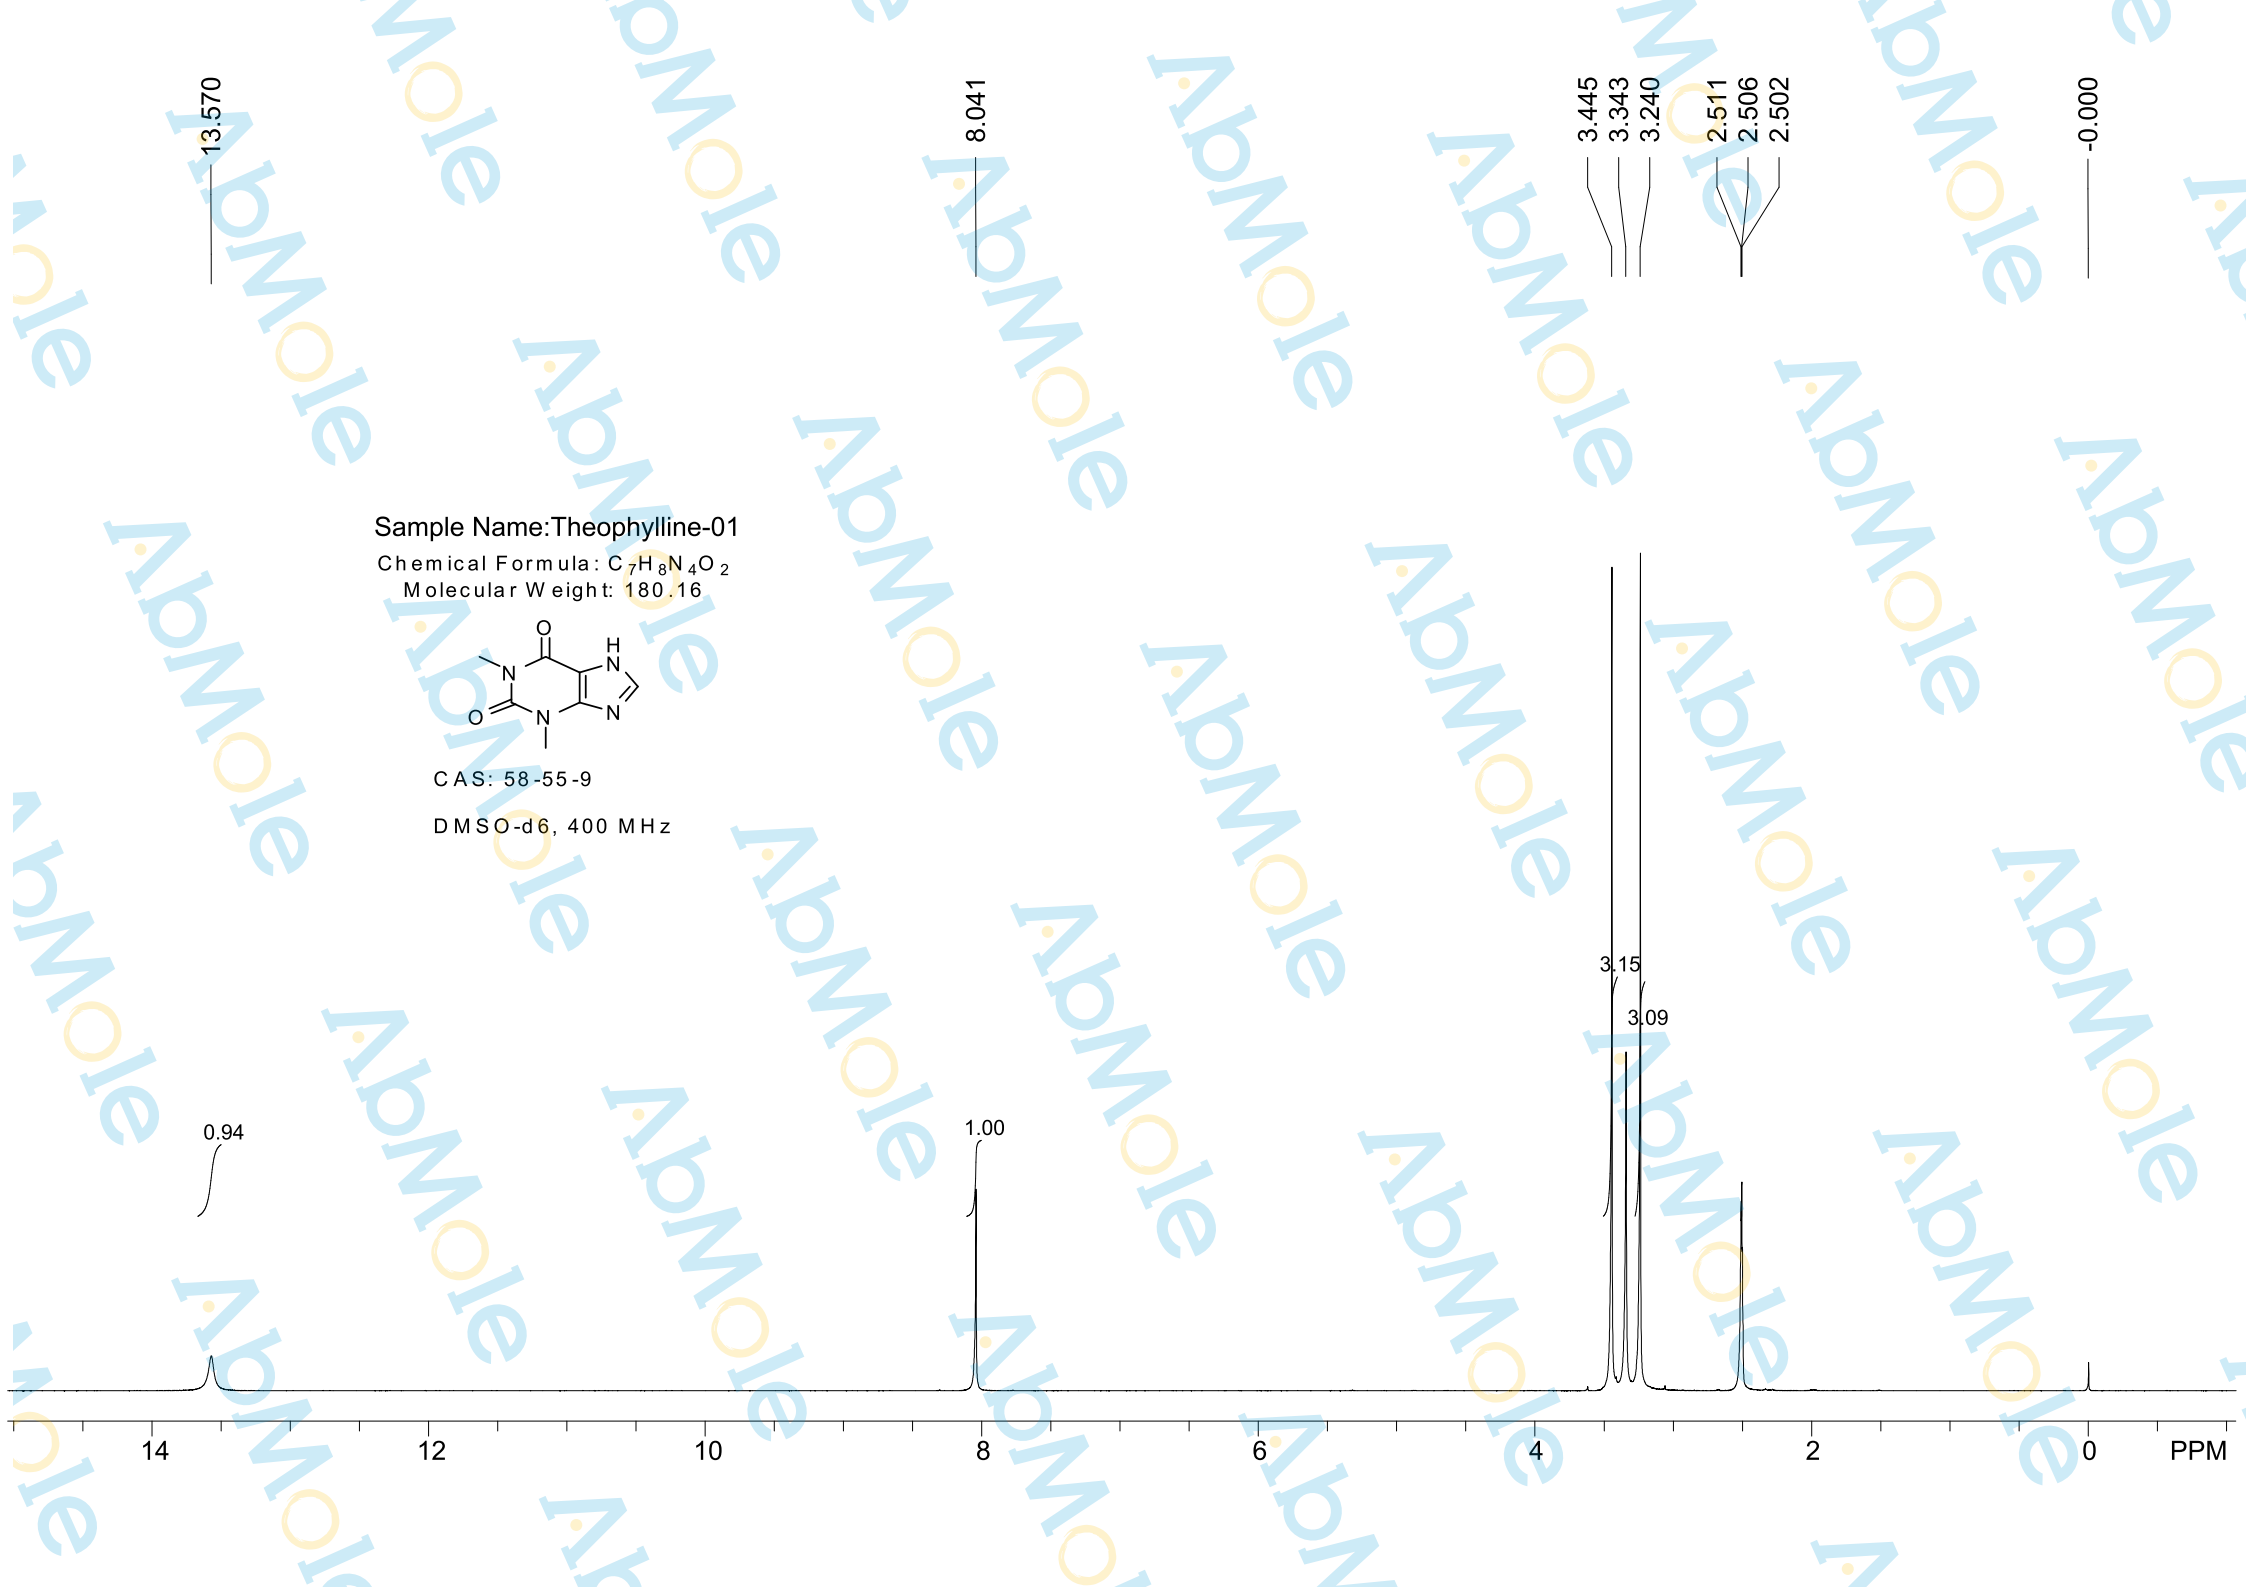 13.570
8.041
3.445
3.343
3.240
2.511
2.506
2.502
-0.000
Sample Name:Theophylline-01
Chemical Formula: C7H8N4O2
Molecular Weight: 180.16
O
H
N
N
O
N
N
CAS: 58-55-9
DMSO-d6, 400 MHz
3.15
3.09
0.94
1.00
14
12
10
8
6
4
2
0
PPM
AbMole